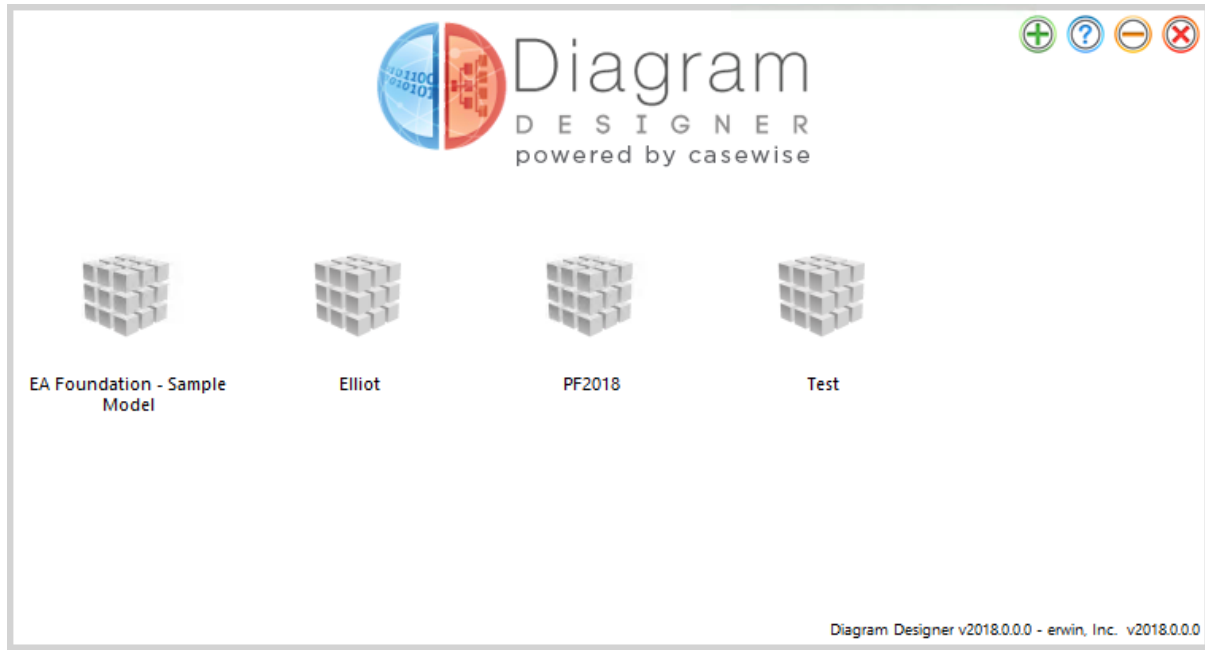 Diagram
DESIGNER
powered by casewise
EA Foundation - Sample
Model
Elliot
PF2018
Test
Diagram Designer v2018.0.0.0 - erwin, Inc. v2018.0.0.0